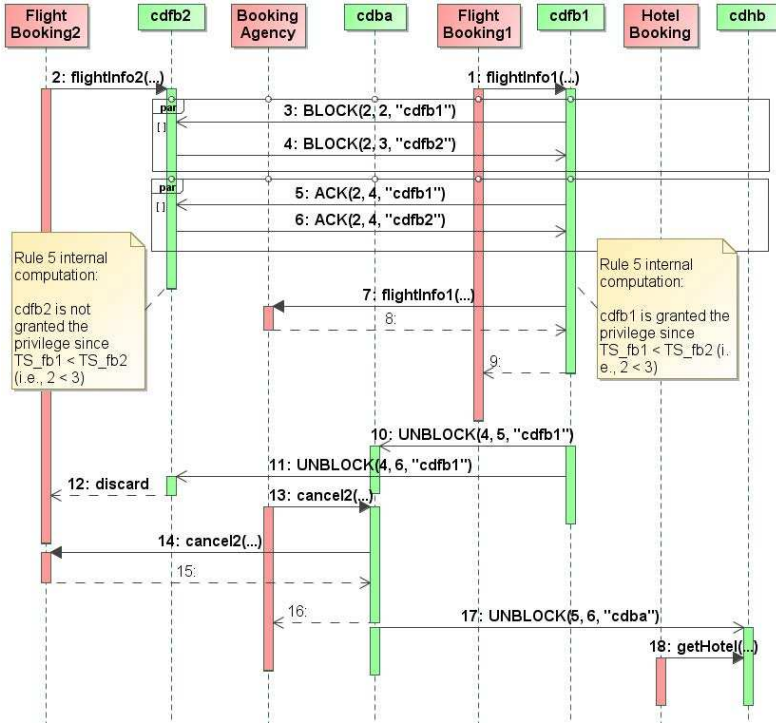 Flight
Booking2
cdfb2
Booking
Agency
cdba
Flight
Booking1
cdfb1
Hotel
Booking
cdhb
2: flightInfo2(...)
1: flightInfo1(...)
par
[ ]
3: BLOCK(2, 2, "cdfb1")
4: BLOCK(2, 3, "cdfb2")
par
[ ]
5: ACK(2, 4, "cdfb1")
6: ACK(2, 4, "cdfb2")
Rule 5 internal
computation:
cdfb2 is not
granted the
privilege since
TS_fb1 < TS_fb2
(i.e., 2 < 3)
Rule 5 internal
computation:
cdfb1 is granted the
privilege since
TS_fb1 < TS_fb2 (i.
e., 2 < 3)
7: flightInfo1(...)
8:
9:
10: UNBLOCK(4, 5, "cdfb1")
11: UNBLOCK(4, 6, "cdfb1")
12: discard
13: cancel2(...)
14: cancel2(...)
15:
16:
17: UNBLOCK(5, 6, "cdba")
18: getHotel(...)